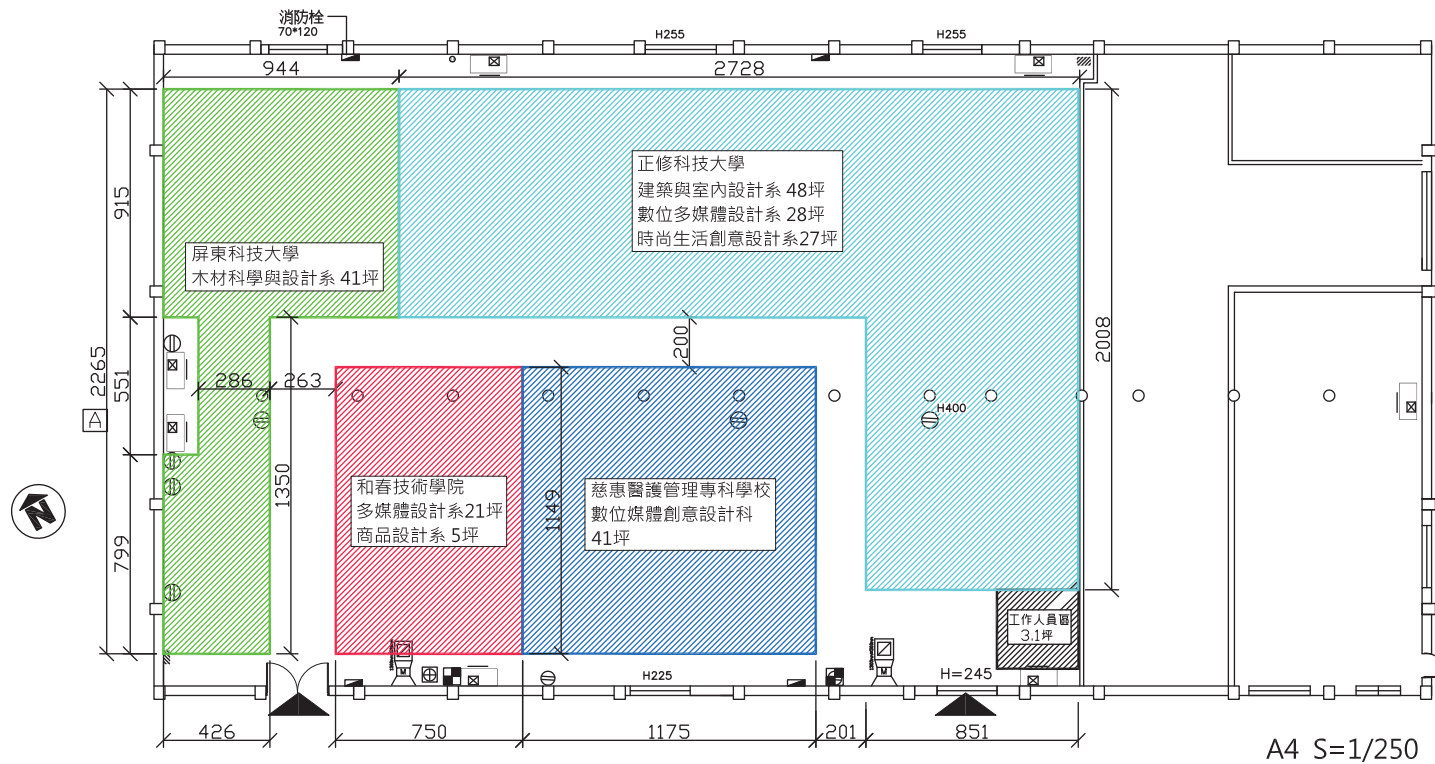 消防栓
70*120
H255
H255
944
2728
915
正修科技大學
建築與室內設計系 48坪
數位多媒體設計系 28坪
時尚生活創意設計系27坪
屏東科技大學
木材科學與設計系 41坪
2265
551
286
263
200
2008
A
H400
1350
1149
799
和春技術學院
多媒體設計系21坪
商品設計系 5坪
慈惠醫護管理專科學校
數位媒體創意設計科
41坪
N
工作人員區
3.1坪
M
M
H225
H=245
426
750
1175
201
851
A4 S=1/250